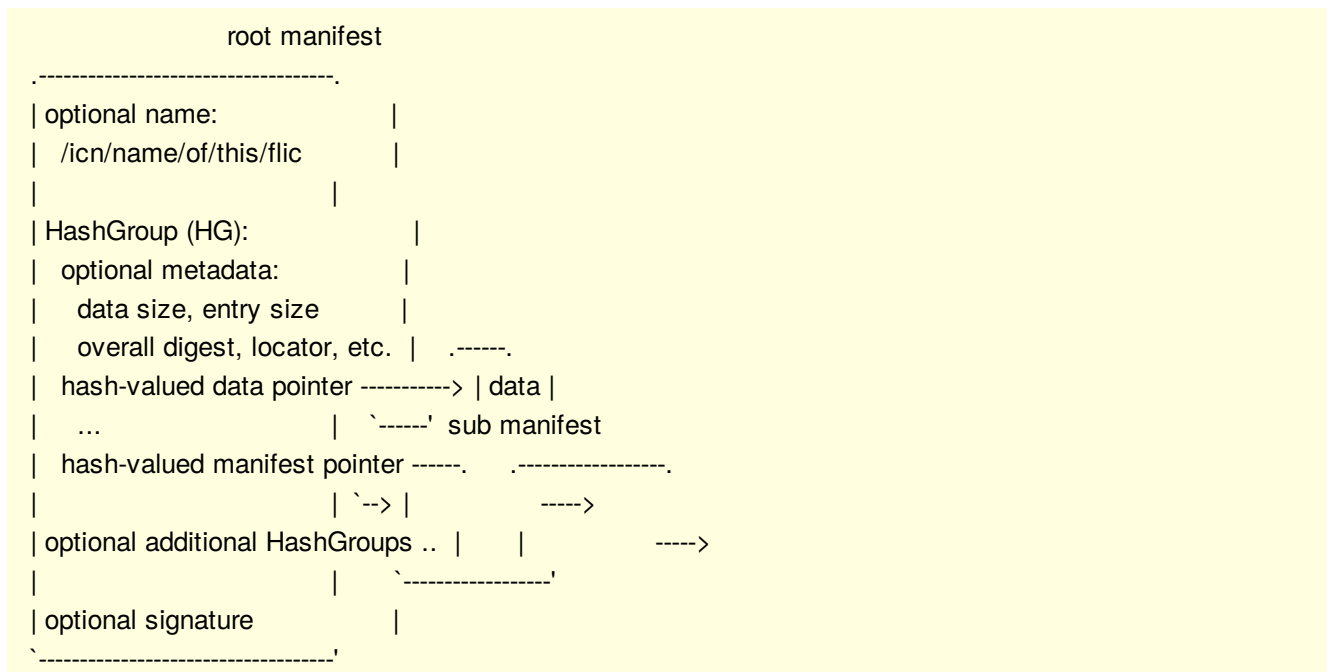 root manifest
.------------------------------------.
| optional name: |
| /icn/name/of/this/flic |
| |
| HashGroup (HG): |
| optional metadata: |
| data size, entry size |
| overall digest, locator, etc. | .------.
| hash-valued data pointer -----------> | data |
| ... | `------' sub manifest
| hash-valued manifest pointer ------. .------------------.
| | `--> | ----->
| optional additional HashGroups .. | | ----->
| | `------------------'
| optional signature |
`------------------------------------'